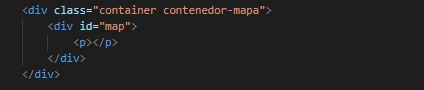 <div class="container contenedor-mapa">
<div id="map">
<p></p>
</div>
</div>